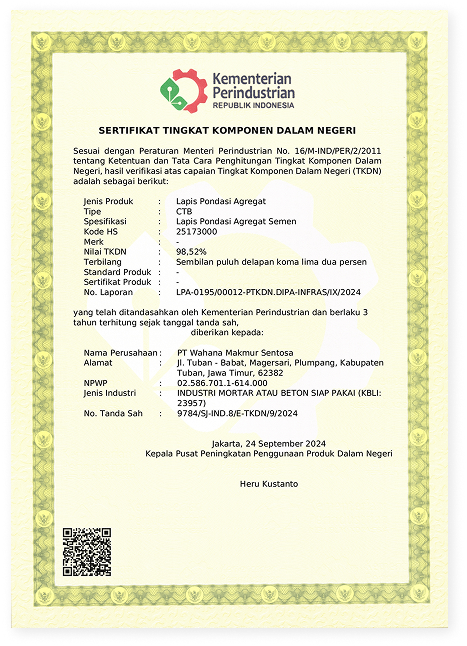 Kementerian
Perindustrian
REPUBLIK INDONESIA
SERTIFIKAT TINGKAT KOMPONEN DALAM NEGERI
Sesuai dengan Peraturan Menteri Perindustrian No. 16/M-IND/PER/2/2011
tentang Ketentuan dan Tata Cara Penghitungan Tingkat Komponen Dalam
Negeri, hasil verifikasi atas capaian Tingkat Komponen Dalam Negeri (TKDN)
adalah sebagai berikut:
Jenis Produk : Lapis Pondasi Agregat
Tipe : CTB
Spesifikasi : Lapis Pondasi Agregat Semen
Kode HS : 25173000
Merk : -
Nilai TKDN : 98,52%
Terbilang : Sembilan puluh delapan koma lima dua persen
Standard Produk : -
Sertifikat Produk : -
No. Laporan : LPA-0195/00012-PTKDN.DIPA-INFRAS/IX/2024
yang telah ditandasahkan oleh Kementerian Perindustrian dan berlaku 3
tahun terhitung sejak tanggal tanda sah,
diberikan kepada:
Nama Perusahaan : PT Wahana Makmur Sentosa
Alamat : Jl. Tuban - Babat, Magersari, Plumpang, Kabupaten
Tuban, Jawa Timur, 62382
NPWP : 02.586.701.1-614.000
Jenis Industri : INDUSTRI MORTAR ATAU BETON SIAP PAKAI (KBLI:
23957)
No. Tanda Sah : 9784/SJ-IND.8/E-TKDN/9/2024
Jakarta, 24 September 2024
Kepala Pusat Peningkatan Penggunaan Produk Dalam Negeri
Heru Kustanto